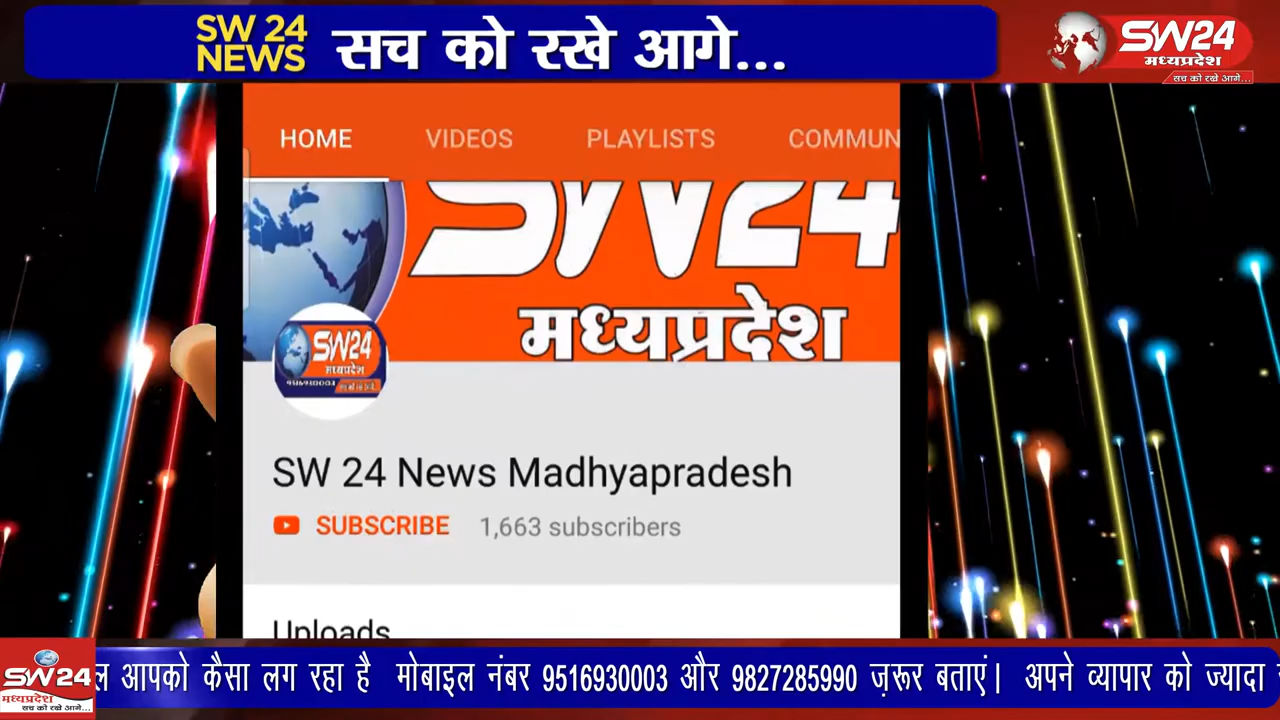 SW 24
NEWS
सच को रखे आगे...
SW24
मध्यप्रदेश
सच को रखे आगे...
HOME VIDEOS PLAYLISTS COMMUN
SW24
मध्यप्रदेश
SW24
मध्यप्रदेश
9516930003
SW 24 News Madhyapradesh
SUBSCRIBE 1,663 subscribers
Uploads
SW24
मध्यप्रदेश
सच को रखे आगे...
ल आपको कैसा लग रहा है मोबाइल नंबर 9516930003 और 9827285990 ज़रूर बताएं। अपने व्यापार को ज्यादा